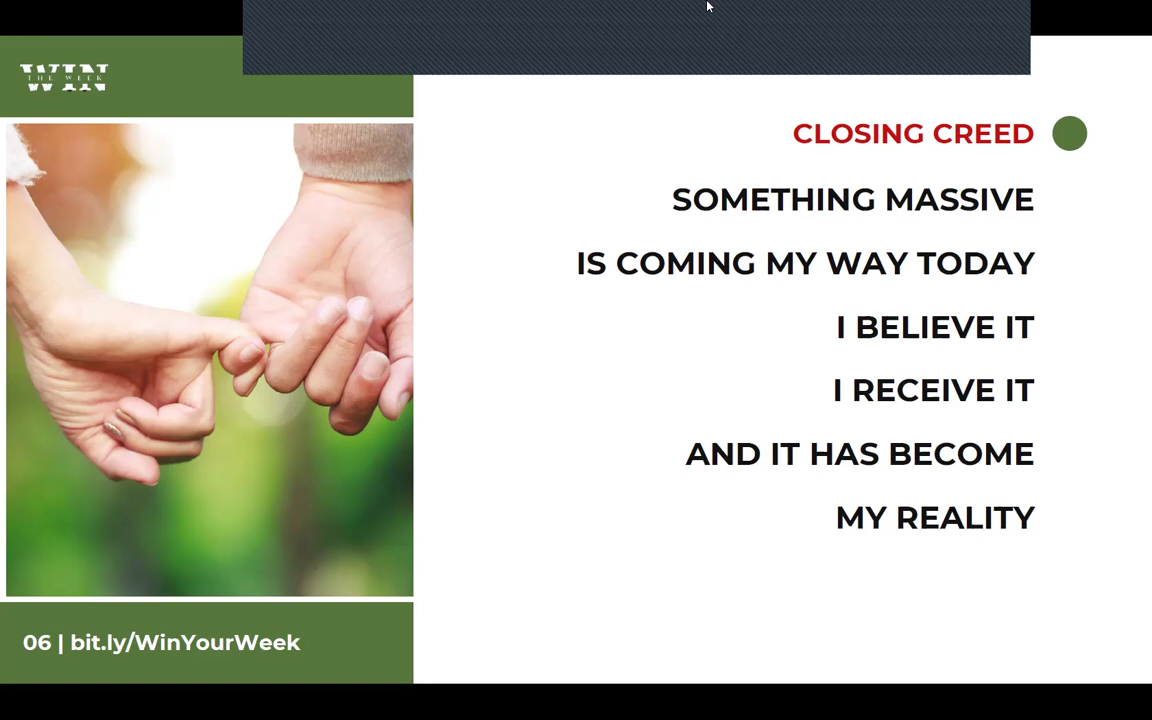 WIN
THE WEEK
CLOSING CREED
SOMETHING MASSIVE
IS COMING MY WAY TODAY
I BELIEVE IT
I RECEIVE IT
AND IT HAS BECOME
MY REALITY
06 | bit.ly/WinYourWeek